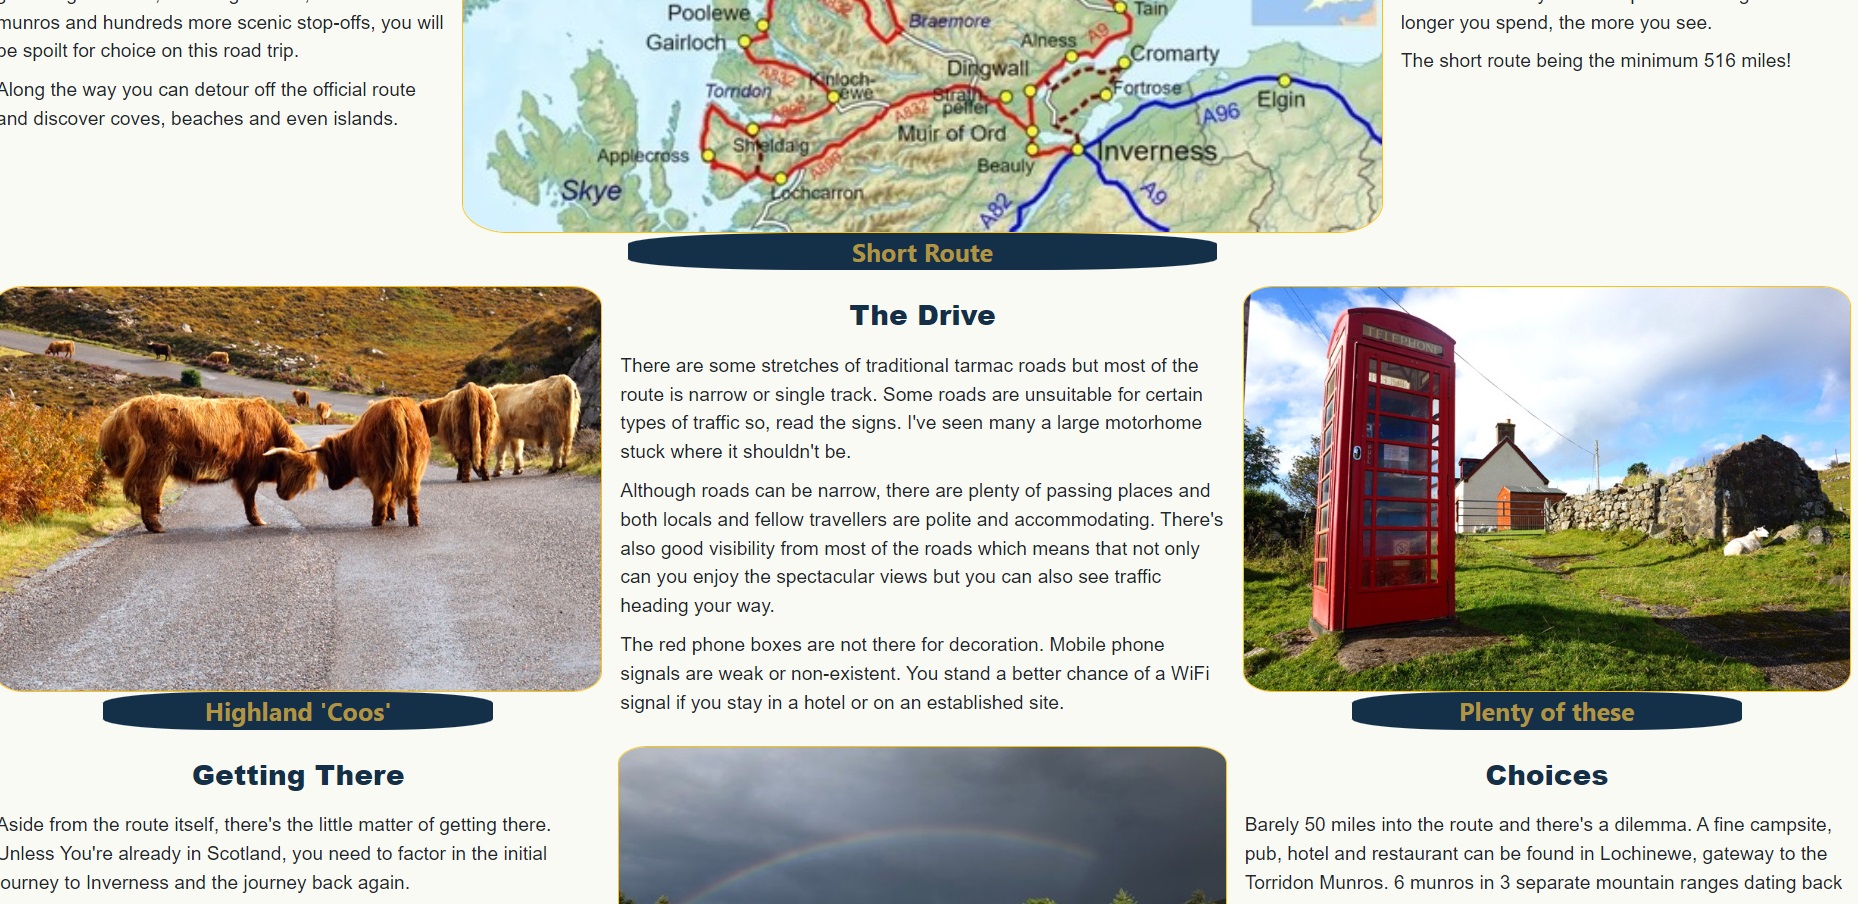 munros and hundreds more scenic stop-offs, you will
be spoilt for choice on this road trip.
Along the way you can detour off the official route
and discover coves, beaches and even islands.
Poolewe
Gairloch
A832
Braemore
Tain
Alness
A9
Cromarty
Dingwall
Kinloch-
ewe
Torridon
A832
A896
A832
Strath-
peffer
Fortrose
Elgin
A96
Muir of Ord
Shieldaig
Applecross
A890
Beauly
Inverness
Skye
Lochcarron
A82
A9
longer you spend, the more you see.
The short route being the minimum 516 miles!
Short Route
Highland 'Coos'
The Drive
There are some stretches of traditional tarmac roads but most of the
route is narrow or single track. Some roads are unsuitable for certain
types of traffic so, read the signs. I've seen many a large motorhome
stuck where it shouldn't be.
Although roads can be narrow, there are plenty of passing places and
both locals and fellow travellers are polite and accommodating. There's
also good visibility from most of the roads which means that not only
can you enjoy the spectacular views but you can also see traffic
heading your way.
The red phone boxes are not there for decoration. Mobile phone
signals are weak or non-existent. You stand a better chance of a WiFi
signal if you stay in a hotel or on an established site.
TELEPHONE
Plenty of these
Getting There
Aside from the route itself, there's the little matter of getting there.
Unless You're already in Scotland, you need to factor in the initial
journey to Inverness and the journey back again.
Choices
Barely 50 miles into the route and there's a dilemma. A fine campsite,
pub, hotel and restaurant can be found in Lochinewe, gateway to the
Torridon Munros. 6 munros in 3 separate mountain ranges dating back